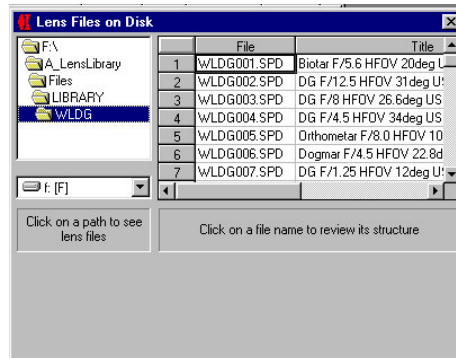 Lens Files on Disk
F:\
A_LensLibrary
Files
LIBRARY
WLDG
f: [F]
Click on a path to see
lens files
File Title
1 WLDG001.SPD Biotar F/5.6 HFOV 20deg U
2 WLDG002.SPD DG F/12.5 HFOV 31deg US
3 WLDG003.SPD DG F/8 HFOV 26.6deg US
4 WLDG004.SPD DG F/4.5 HFOV 34deg US
5 WLDG005.SPD Orthometar F/8.0 HFOV 10
6 WLDG006.SPD Dogmar F/4.5 HFOV 22.8d
7 WLDG007.SPD DG F/1.25 HFOV 12deg U
Click on a file name to review its structure